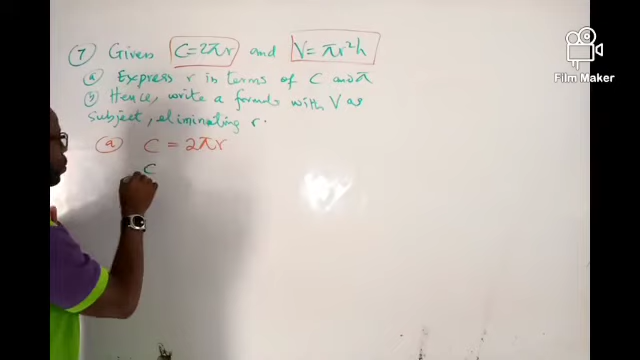 ⑦ Given C=2πr and V= πr²h
ⓐ Express r in terms of C and π
ⓑ Hence, write a formula with V as
subject, eliminating r.
ⓐ C = 2πr
C
Film Maker